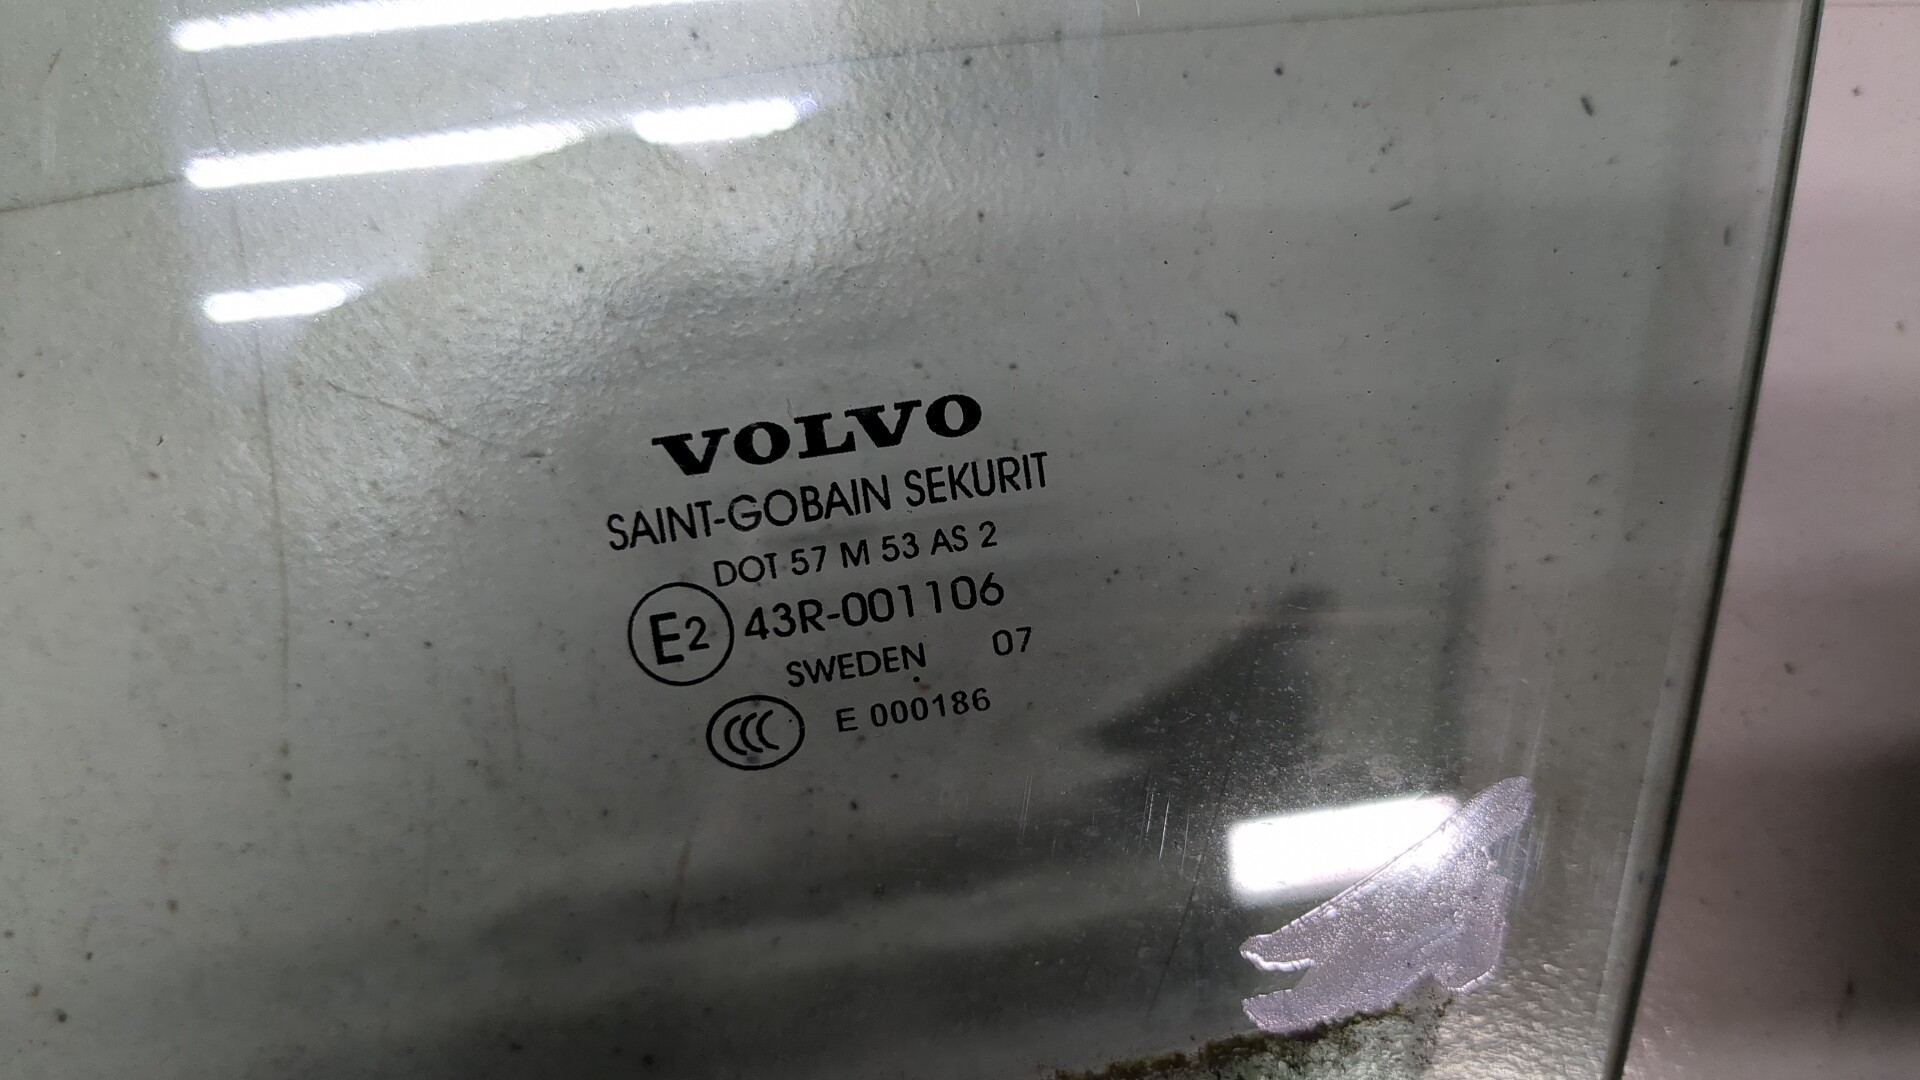 VOLVO
SAINT-GOBAIN SEKURIT
DOT 57 M 53 AS 2
E2 43R-001106
SWEDEN 07
CCC E 000186